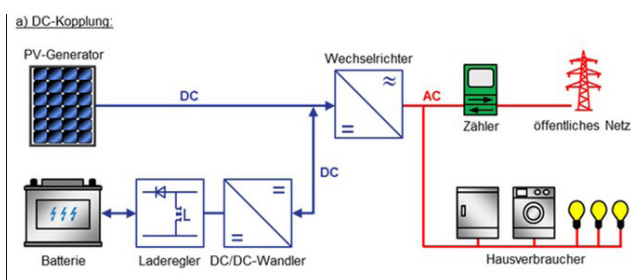 a) DC-Kopplung:
PV-Generator
Wechselrichter
DC
AC
Zähler
öffentliches Netz
DC
L
Batterie
Laderegler
DC/DC-Wandler
Hausverbraucher